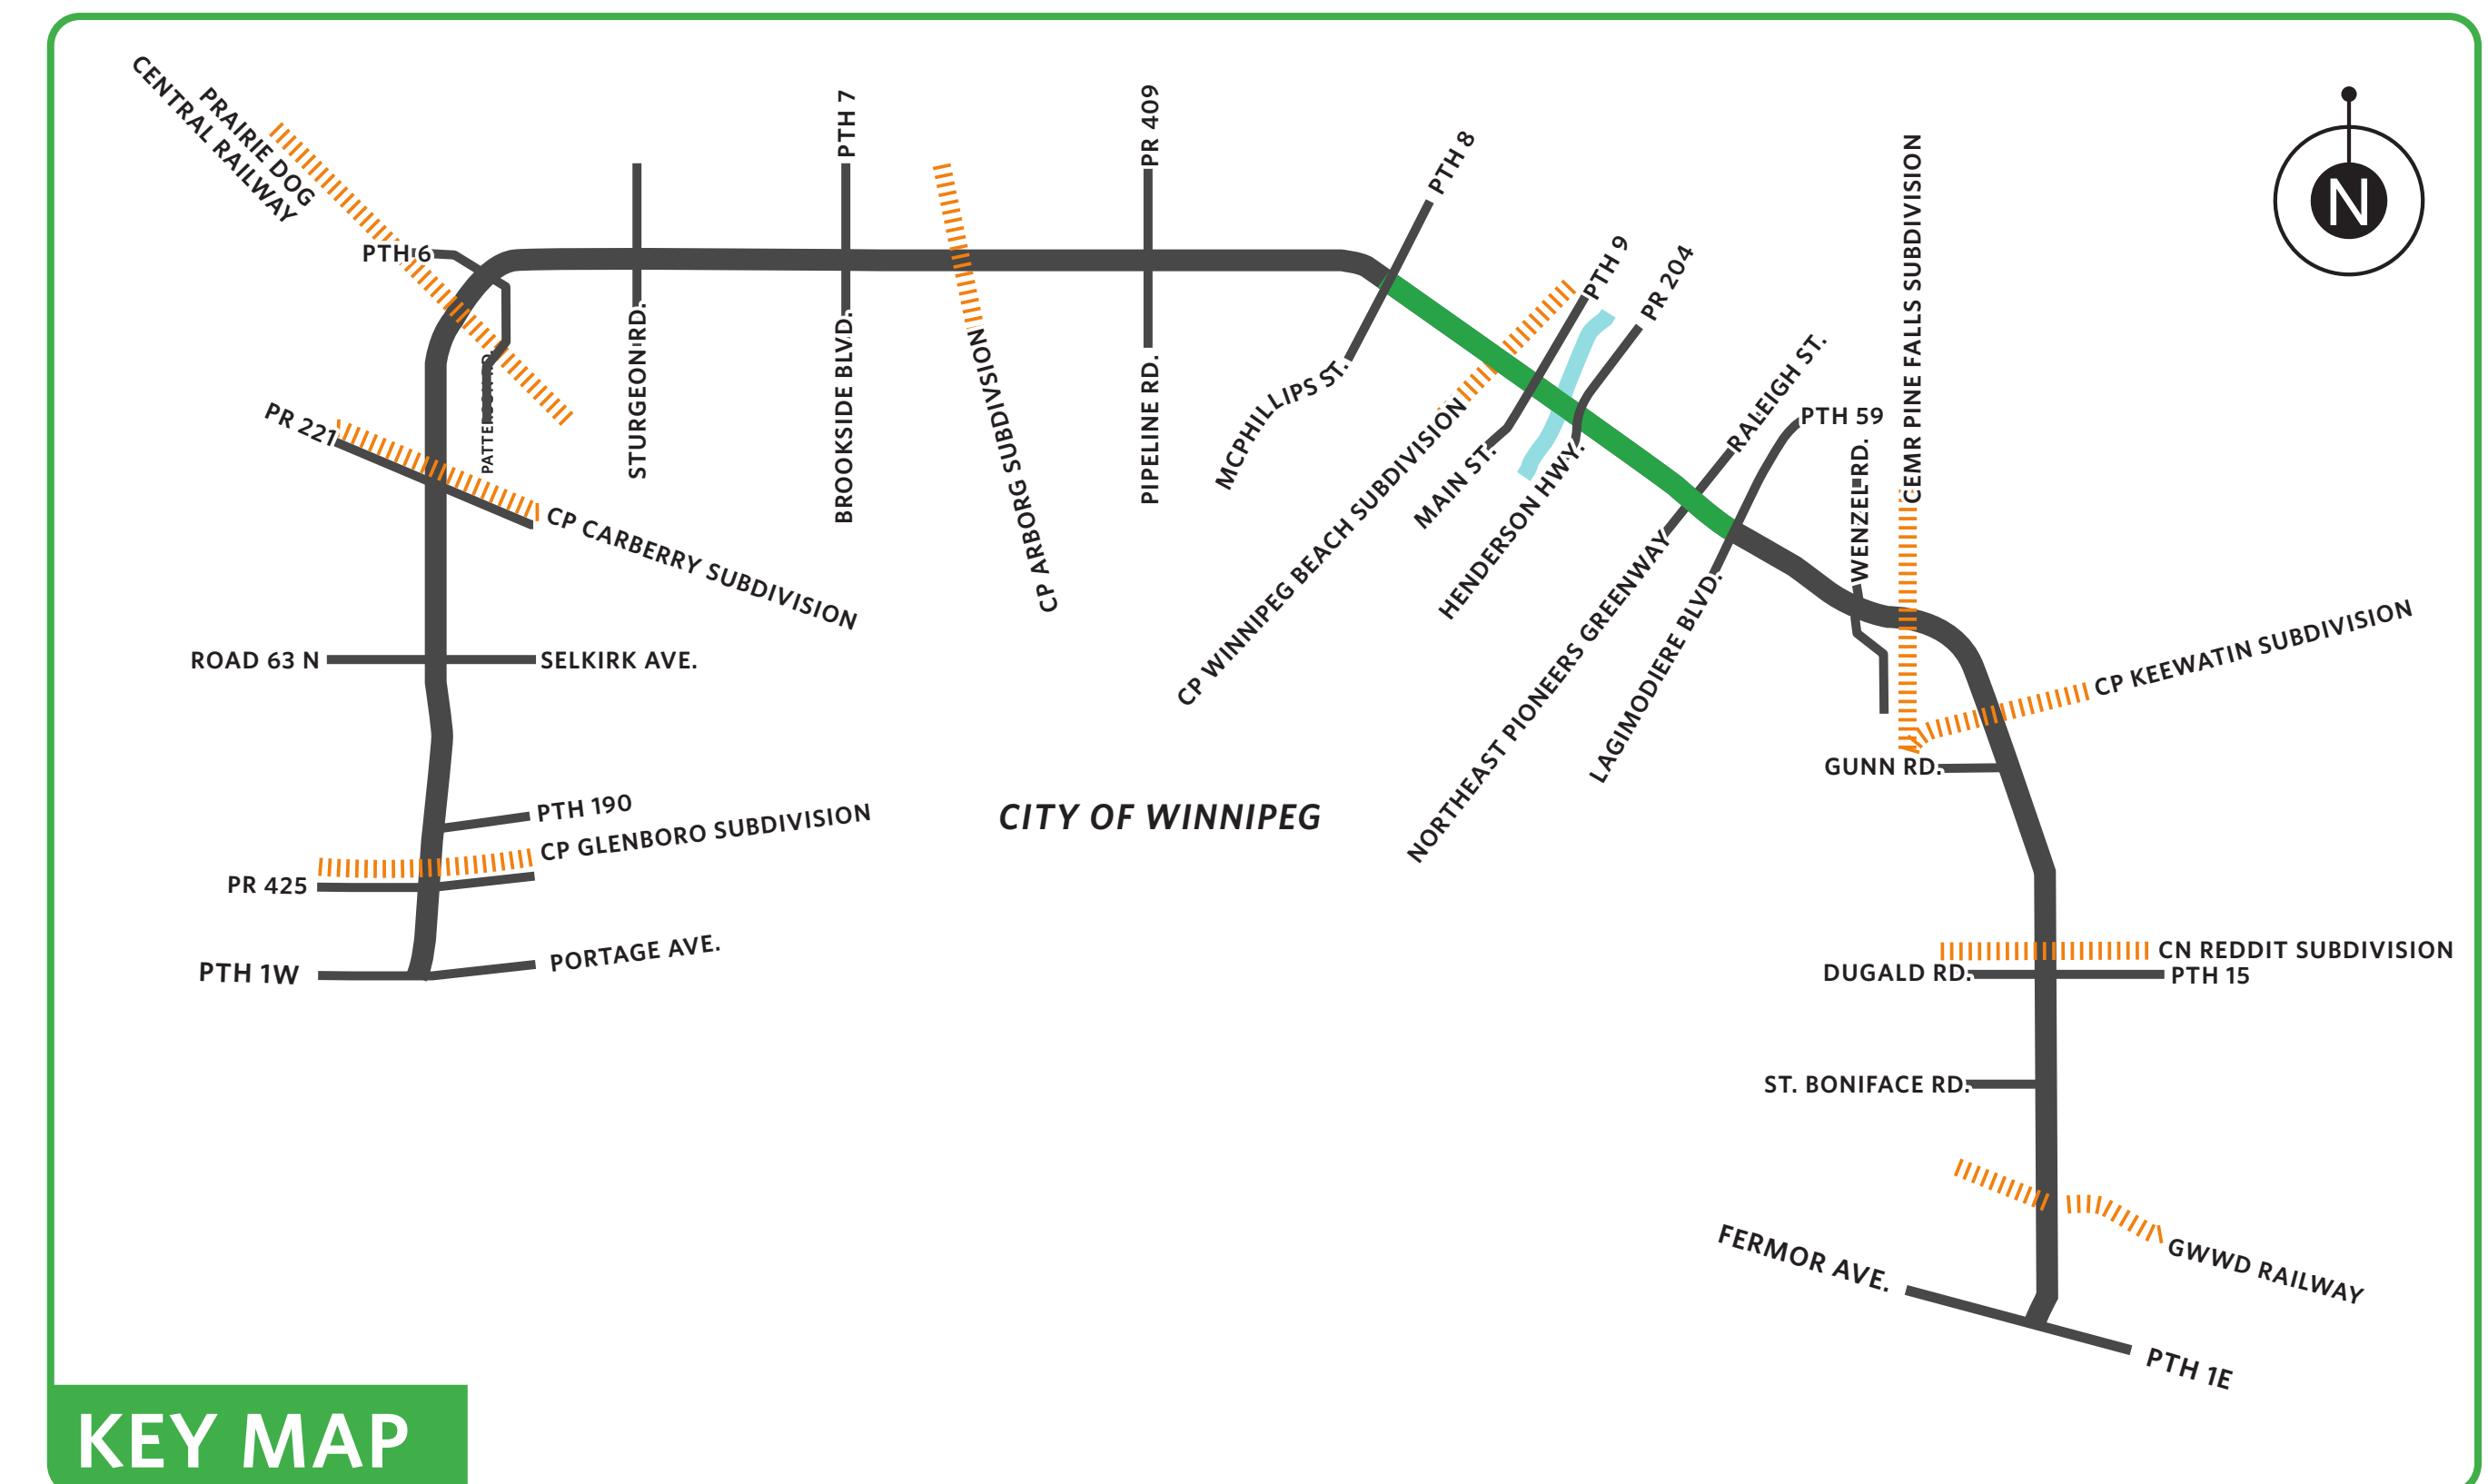 PRAIRIE DOG
CENTRAL RAILWAY
PTH 6
PTH 7
PR 409
PTH 8
PTH 9
PR 204
CEMR PINE FALLS SUBDIVISION
N
PR 221
STURGEON RD.
BROOKSIDE BLVD.
CP ARBORG SUBDIVISION
PIPELINE RD.
MCPHILLIPS ST.
CP WINNIPEG BEACH SUBDIVISION
MAIN ST.
HENDERSON HWY.
RALEIGH ST.
NORTHEAST PIONEERS GREENWAY
PTH 59
LAGIMODIERE BLVD.
WENZEL RD.
CP CARBERRY SUBDIVISION
ROAD 63 N
SELKIRK AVE.
CP KEEWATIN SUBDIVISION
GUNN RD.
PTH 190
CP GLENBORO SUBDIVISION
CITY OF WINNIPEG
PR 425
PTH 1W
PORTAGE AVE.
CN REDDIT SUBDIVISION
DUGALD RD.
PTH 15
ST. BONIFACE RD.
GWWD RAILWAY
FERMOR AVE.
PTH 1E
KEY MAP